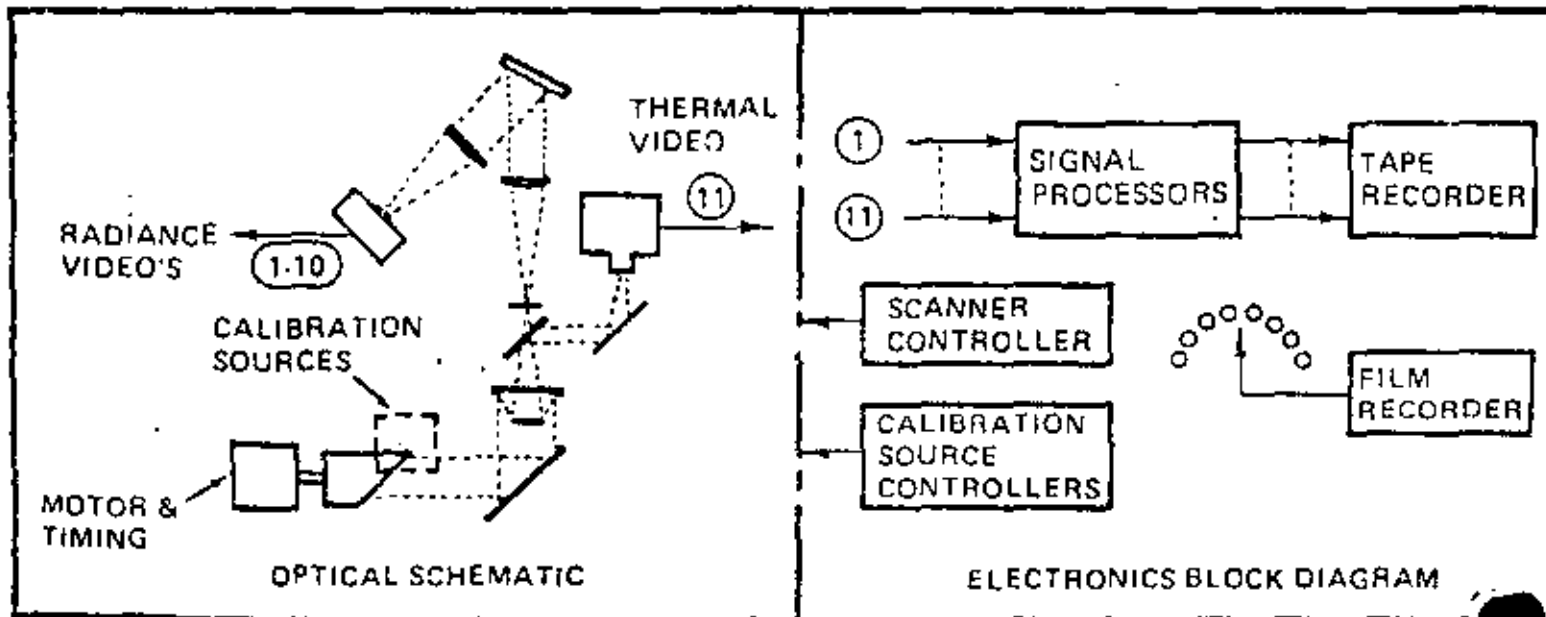 THERMAL
VIDEO
11
RADIANCE
VIDEO'S
1-10
CALIBRATION
SOURCES
MOTOR &
TIMING
OPTICAL SCHEMATIC
1
11
SIGNAL
PROCESSORS
TAPE
RECORDER
SCANNER
CONTROLLER
FILM
RECORDER
CALIBRATION
SOURCE
CONTROLLERS
ELECTRONICS BLOCK DIAGRAM